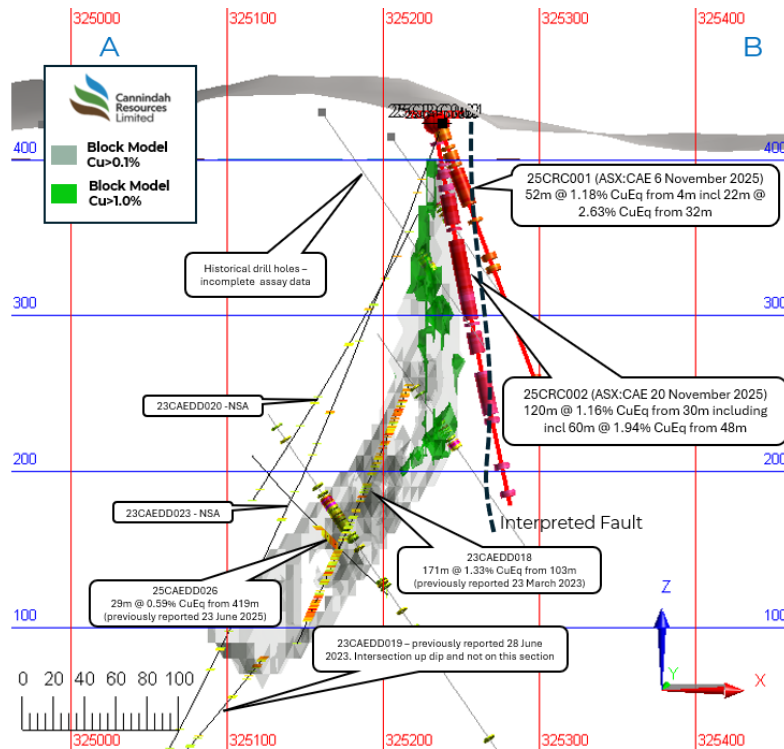 325000 325100 325200 325300 325400
A B
Cannindah
Resources
Limited
Block Model
Cu>0.1%
Block Model
Cu>1.0%
400 400
25CRC001 (ASX:CAE 6 November 2025)
52m @ 1.18% CuEq from 4m incl 22m @
2.63% CuEq from 32m
Historical drill holes –
incomplete assay data
300 300
25CRC002 (ASX:CAE 20 November 2025)
120m @ 1.16% CuEq from 30m including
incl 60m @ 1.94% CuEq from 48m
23CAEDD020 -NSA
200 200
23CAEDD023 - NSA
Interpreted Fault
23CAEDD018
171m @ 1.33% CuEq from 103m
(previously reported 23 March 2023)
25CAEDD026
29m @ 0.59% CuEq from 419m
(previously reported 23 June 2025)
100 100
23CAEDD019 – previously reported 28 June
2023. Intersection up dip and not on this section
0 20 40 60 80 100
Z
Y
X
325000 325100 325200 325300 325400